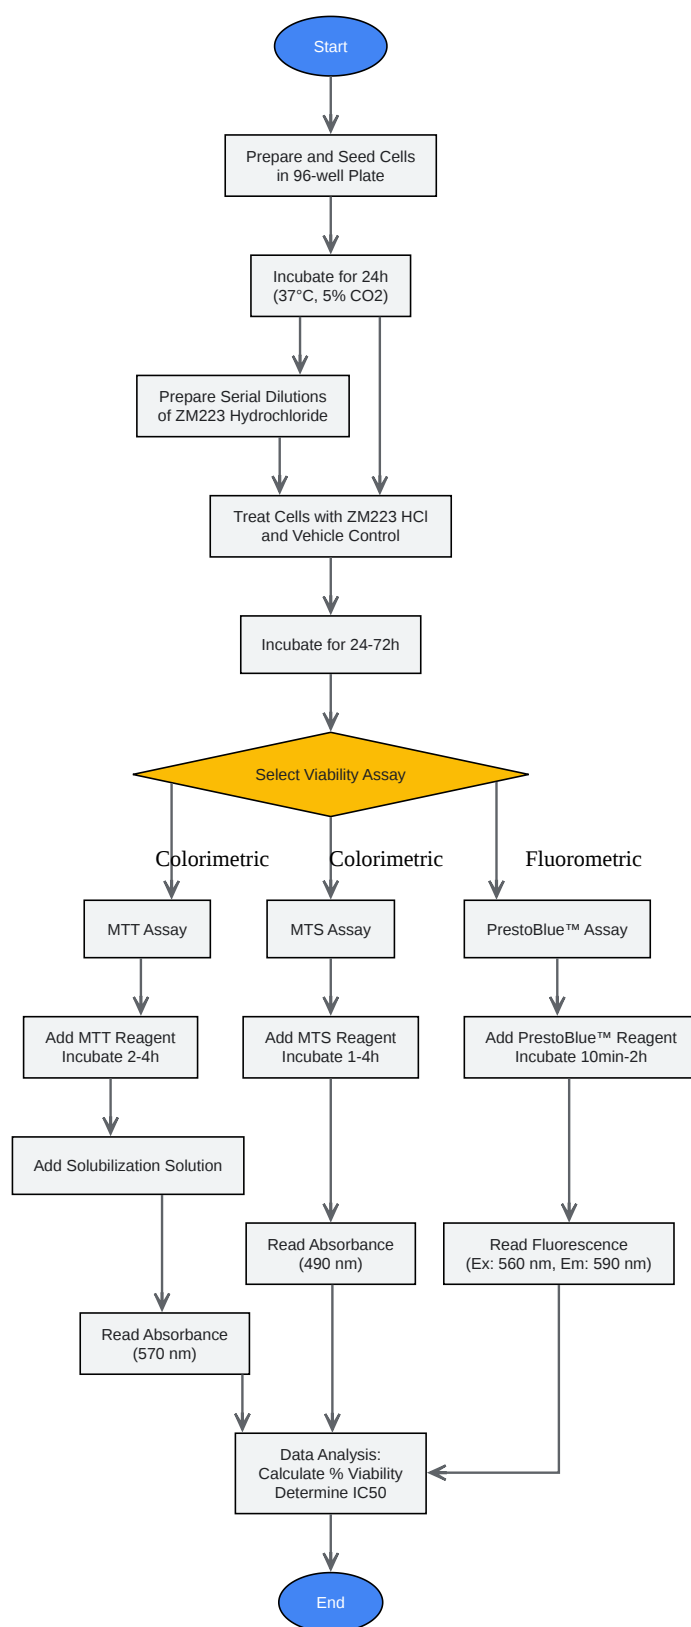 Start
Prepare and Seed Cells
in 96-well Plate
Incubate for 24h
(37°C, 5% CO2)
Prepare Serial Dilutions
of ZM223 Hydrochloride
Treat Cells with ZM223 HCl
and Vehicle Control
Incubate for 24-72h
Select Viability Assay
Colorimetric
Colorimetric
Fluorometric
MTT Assay
MTS Assay
PrestoBlue™ Assay
Add MTT Reagent
Incubate 2-4h
Add MTS Reagent
Incubate 1-4h
Add PrestoBlue™ Reagent
Incubate 10min-2h
Add Solubilization Solution
Read Absorbance
(490 nm)
Read Fluorescence
(Ex: 560 nm, Em: 590 nm)
Read Absorbance
(570 nm)
Data Analysis:
Calculate % Viability
Determine IC50
End